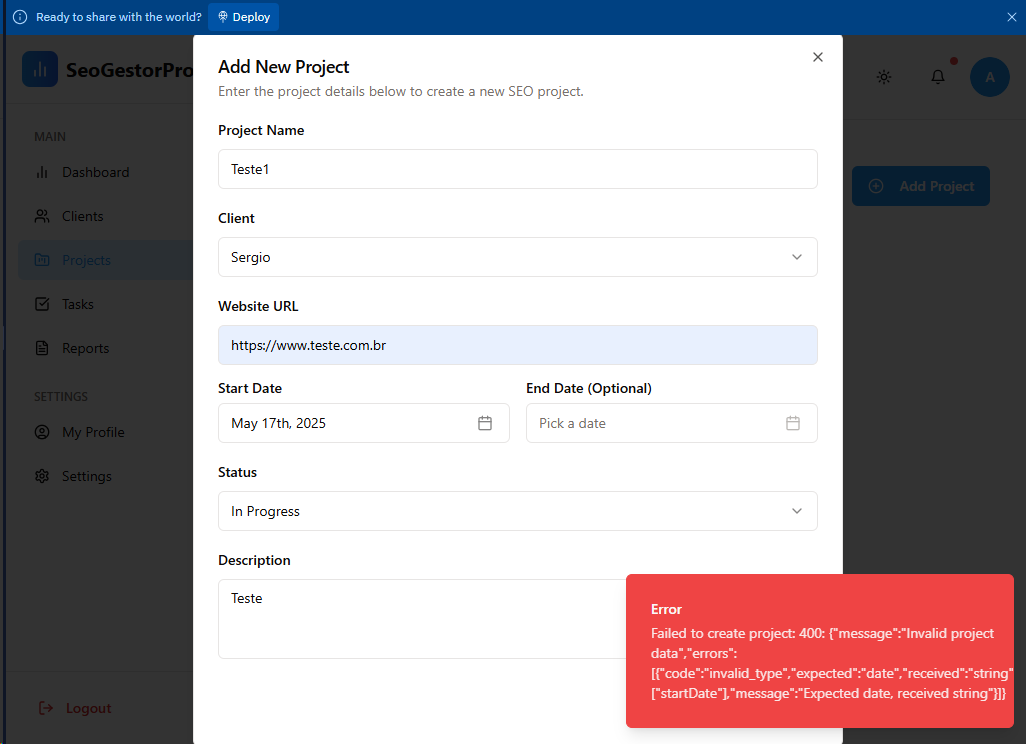 Ready to share with the world? Deploy
SeoGestorPro
A
Add New Project
Enter the project details below to create a new SEO project.
MAIN
Dashboard
Clients
Projects
Tasks
Reports
SETTINGS
My Profile
Settings
Logout
Add Project
Project Name
Teste1
Client
Sergio
Website URL
https://www.teste.com.br
Start Date
End Date (Optional)
May 17th, 2025
Pick a date
Status
In Progress
Description
Teste
Error
Failed to create project: 400: {"message":"Invalid project
data","errors":
[{"code":"invalid_type","expected":"date","received":"string"
["startDate"],"message":"Expected date, received string"}]}